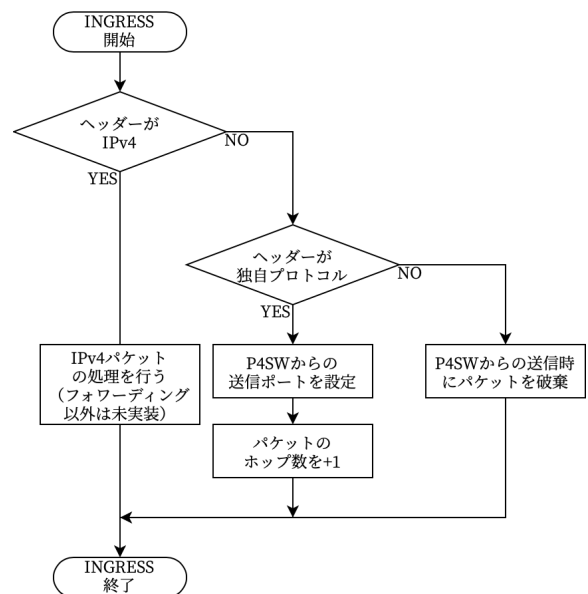 INGRESS
開始
ヘッダーが
IPv4
NO
YES
ヘッダーが
独自プロトコル
NO
YES
IPv4パケット
の処理を行う
（フォワーディング
以外は未実装）
P4SWからの
送信ポートを設定
P4SWからの送信時
にパケットを破棄
パケットの
ホップ数を+1
INGRESS
終了